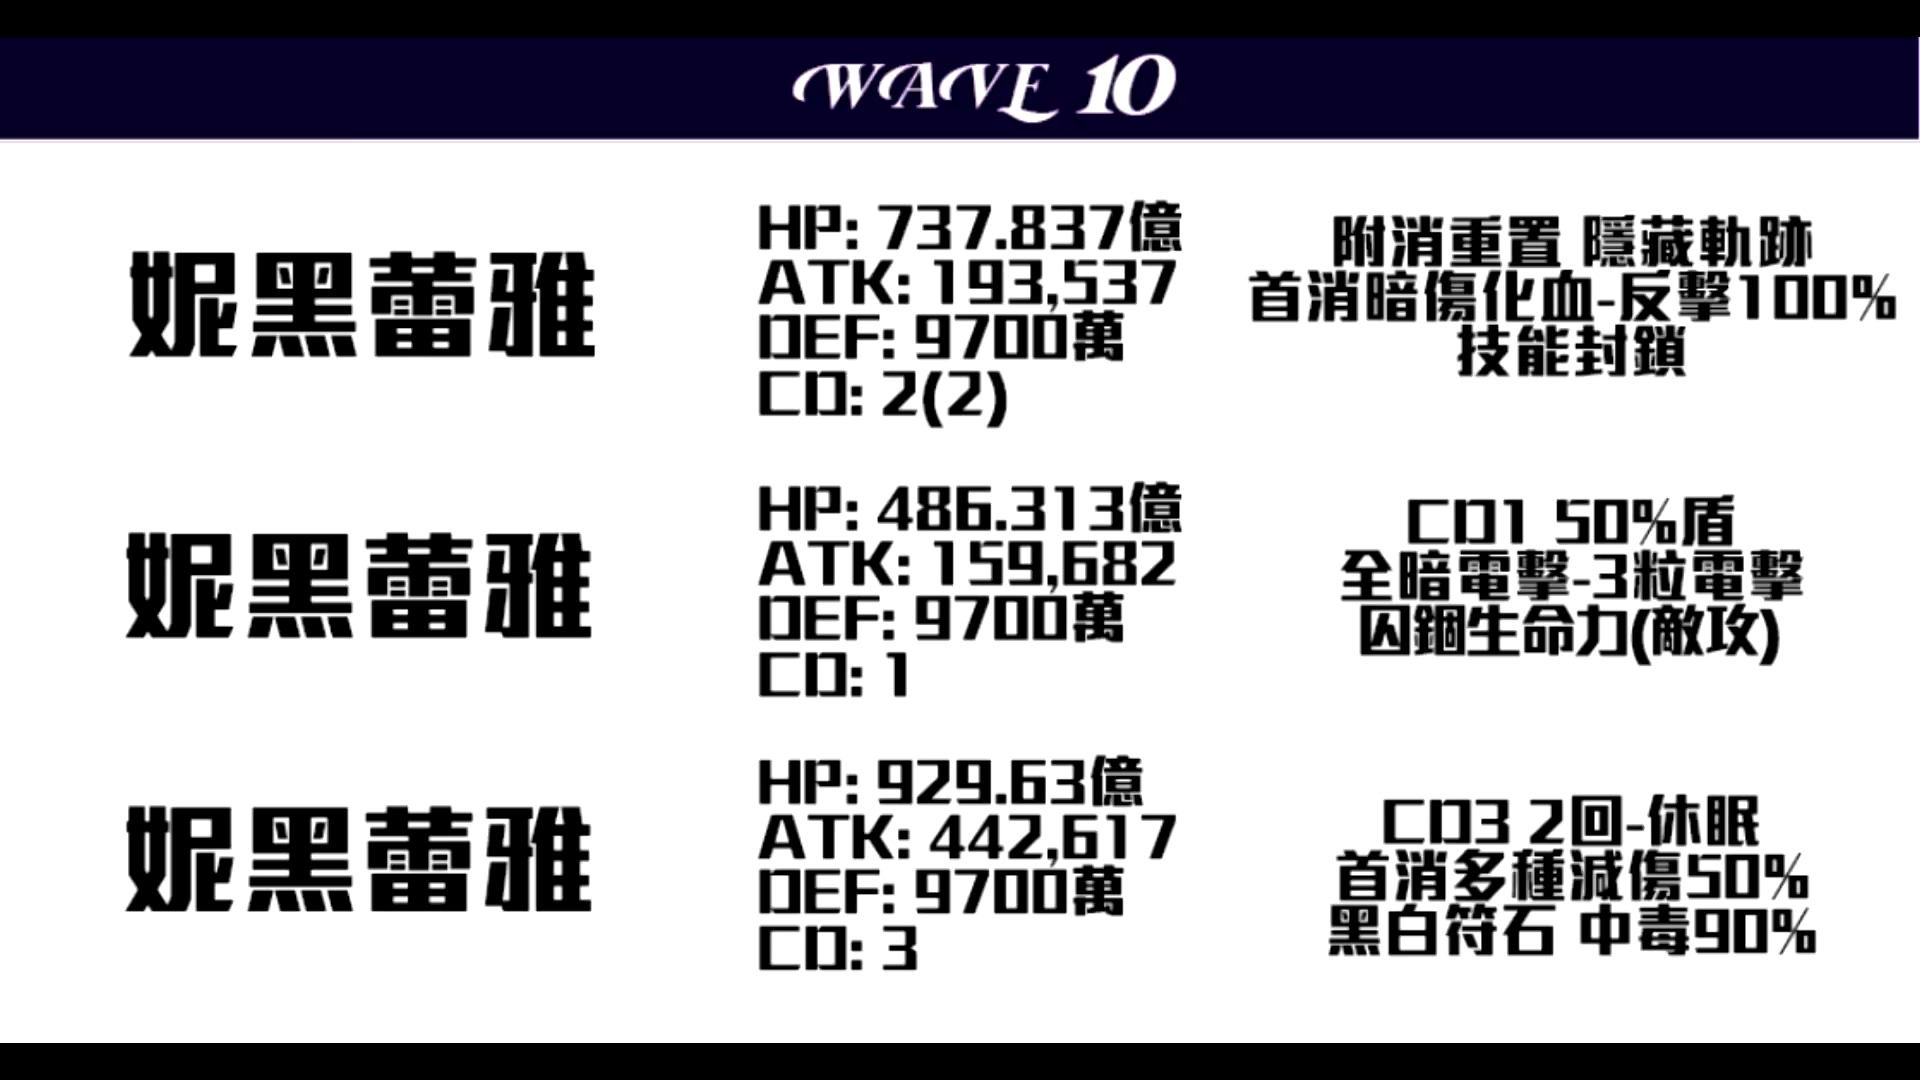 WAVE 10
妮黑蕾雅
HP: 737.837億
ATK: 193,537
DEF: 9700萬
CD: 2(2)
附消重置 隱藏軌跡
首消暗傷化血-反擊100%
技能封鎖
妮黑蕾雅
HP: 486.313億
ATK: 159,682
DEF: 9700萬
CD: 1
CD1 50%盾
全暗電擊-3粒電擊
囚錮生命力(敵攻)
妮黑蕾雅
HP: 929.63億
ATK: 442,617
DEF: 9700萬
CD: 3
CD3 2回-休眠
首消多種減傷50%
黑白符石 中毒90%